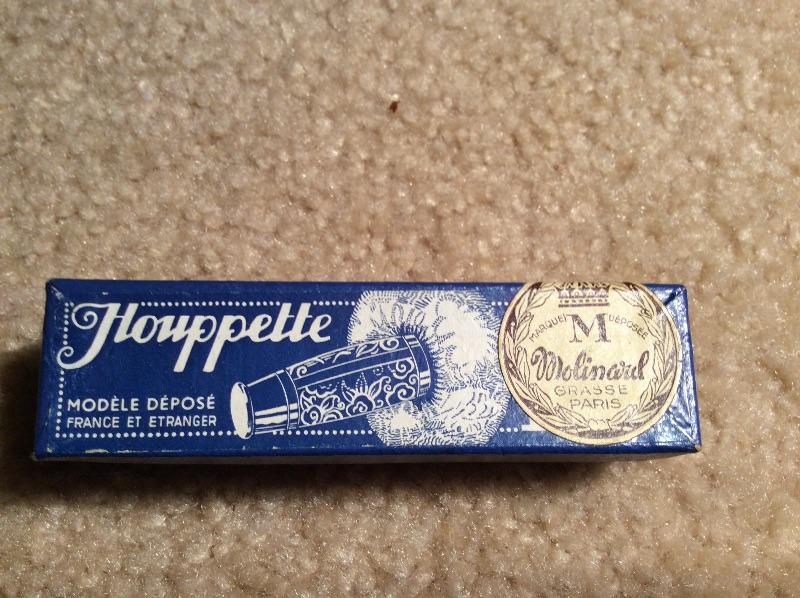 Houppette
MODÈLE DÉPOSÉ
FRANCE ET ETRANGER
MARQUE DÉPOSÉE
M
Molinard
GRASSE
PARIS